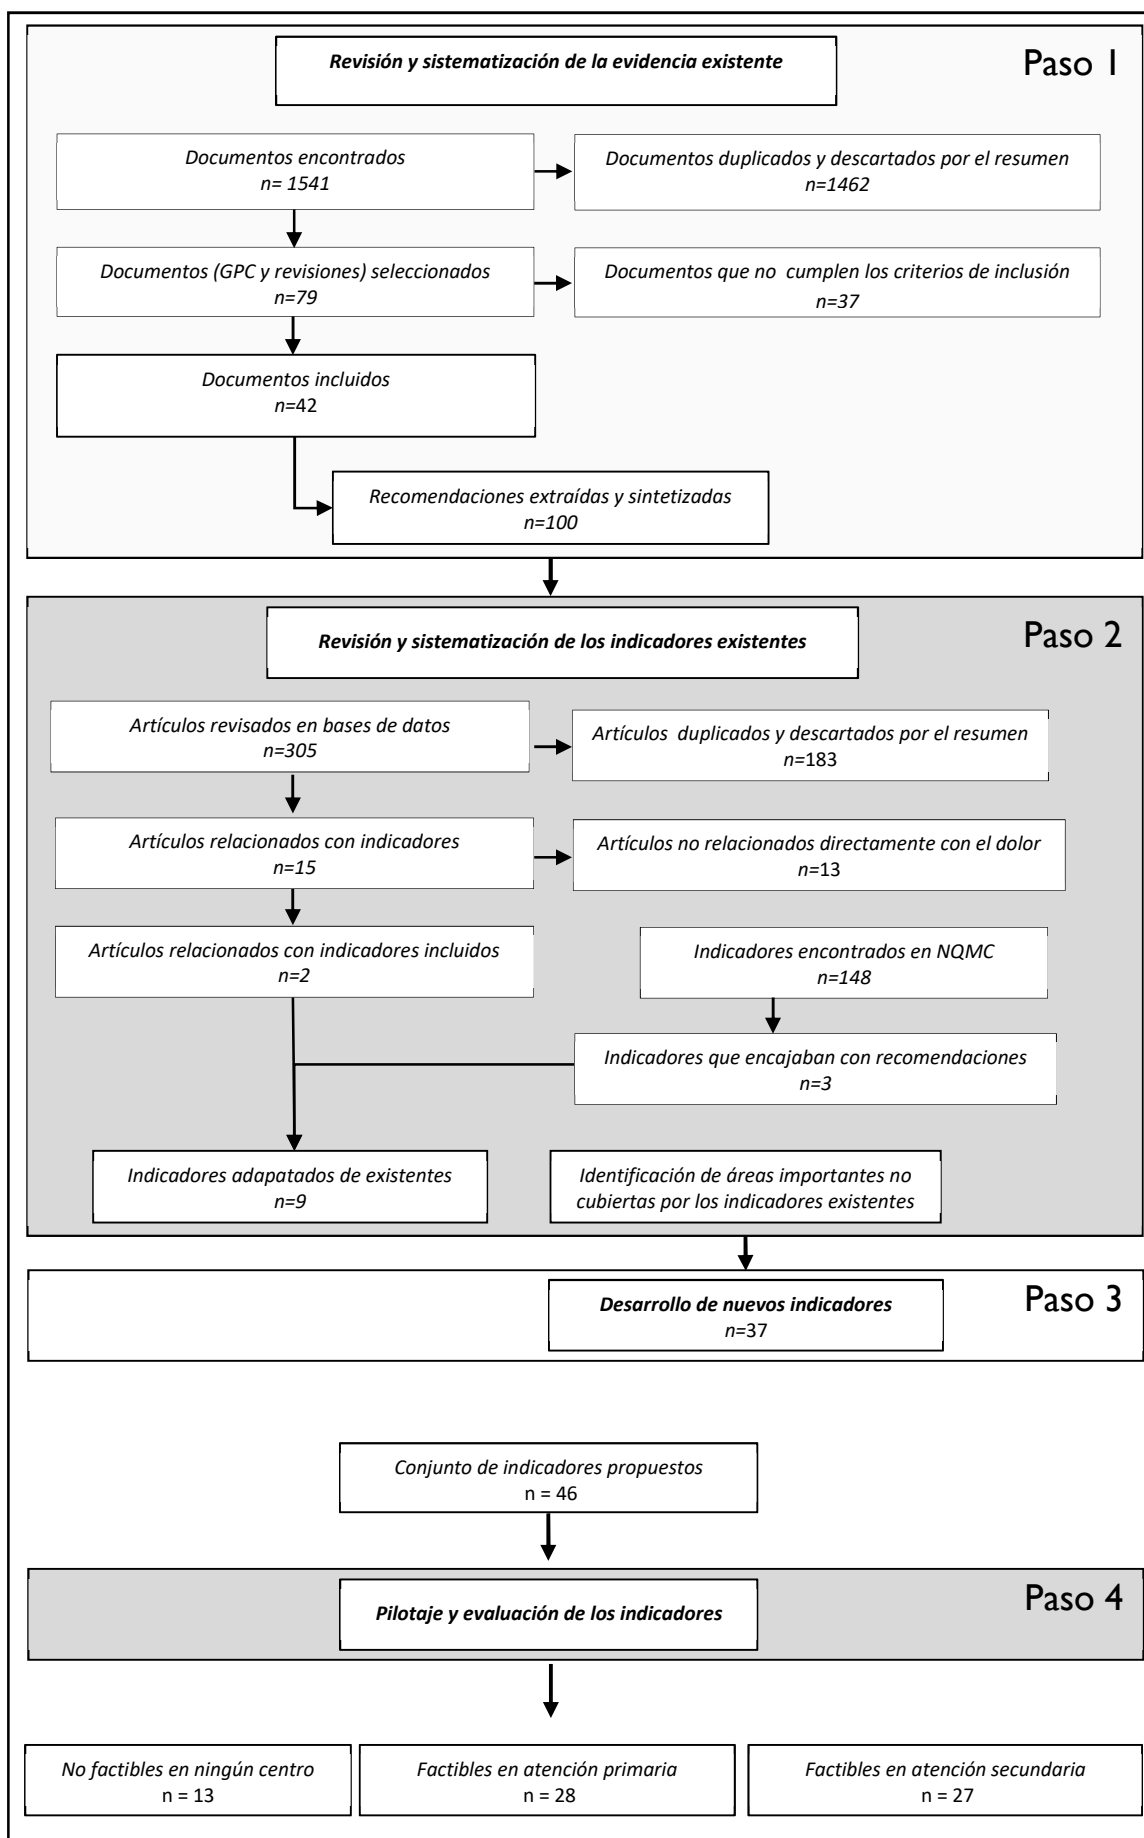 Paso 1
Revisión y sistematización de la evidencia existente
Documentos encontrados
n= 1541
Documentos duplicados y descartados por el resumen
n=1462
Documentos (GPC y revisiones) seleccionados
n=79
Documentos que no cumplen los criterios de inclusión
n=37
Documentos incluidos
n=42
Recomendaciones extraídas y sintetizadas
n=100
Paso 2
Revisión y sistematización de los indicadores existentes
Artículos revisados en bases de datos
n=305
Artículos duplicados y descartados por el resumen
n=183
Artículos relacionados con indicadores
n=15
Artículos no relacionados directamente con el dolor
n=13
Artículos relacionados con indicadores incluidos
n=2
Indicadores encontrados en NQMC
n=148
Indicadores que encajaban con recomendaciones
n=3
Indicadores adapatados de existentes
n=9
Identificación de áreas importantes no
cubiertas por los indicadores existentes
Paso 3
Desarrollo de nuevos indicadores
n=37
Conjunto de indicadores propuestos
n = 46
Paso 4
Pilotaje y evaluación de los indicadores
No factibles en ningún centro
n = 13
Factibles en atención primaria
n = 28
Factibles en atención secundaria
n = 27